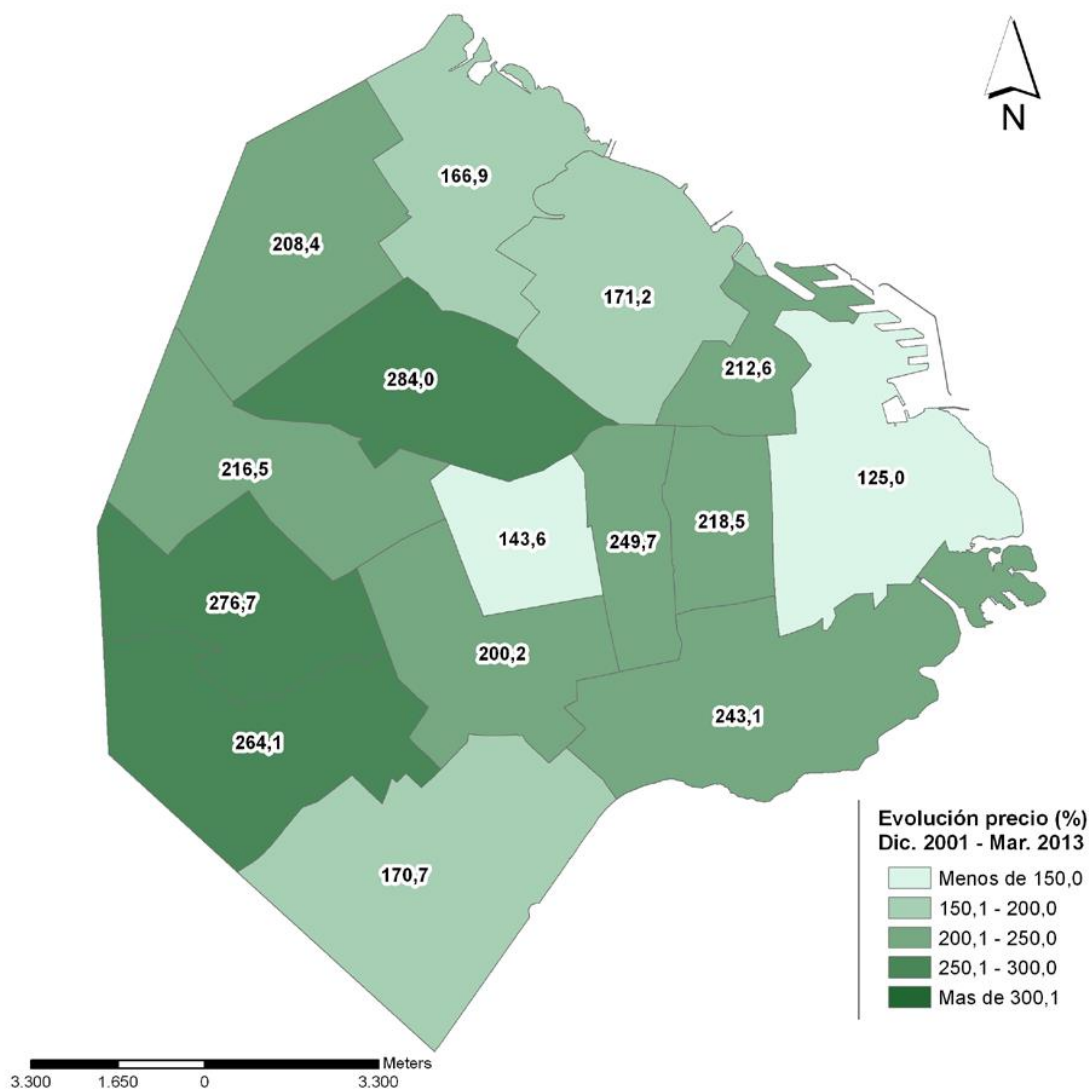 N
166,9
208,4
171,2
212,6
284,0
216,5
125,0
218,5
143,6
249,7
276,7
200,2
243,1
264,1
170,7
Evolución precio (%)
Dic. 2001 - Mar. 2013
Menos de 150,0
150,1 - 200,0
200,1 - 250,0
250,1 - 300,0
Mas de 300,1
Meters
3.300 1.650 0 3.300